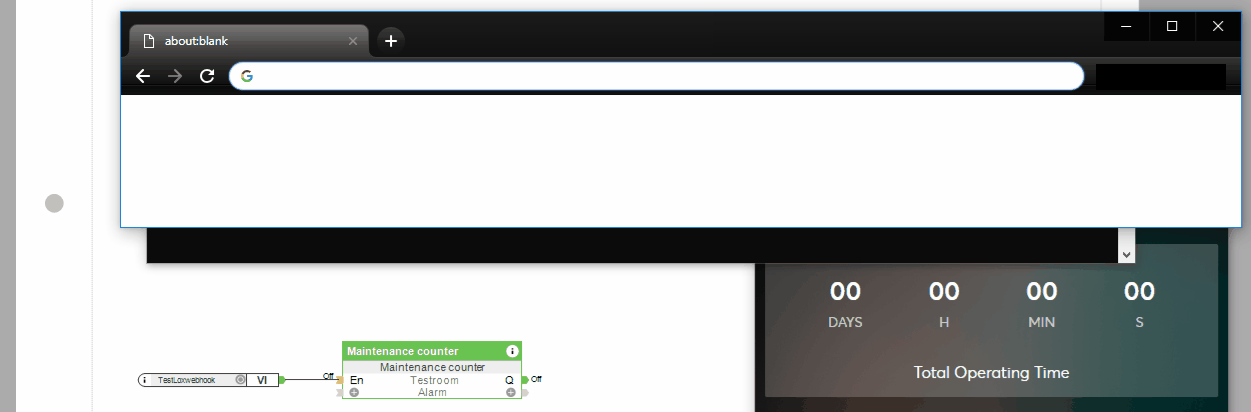 about:blank
00 00 00 00
DAYS H MIN S
Total Operating Time
Maintenance counter
Maintenance counter
TestLoxwebhook VI Off En Testroom Q Off
Alarm